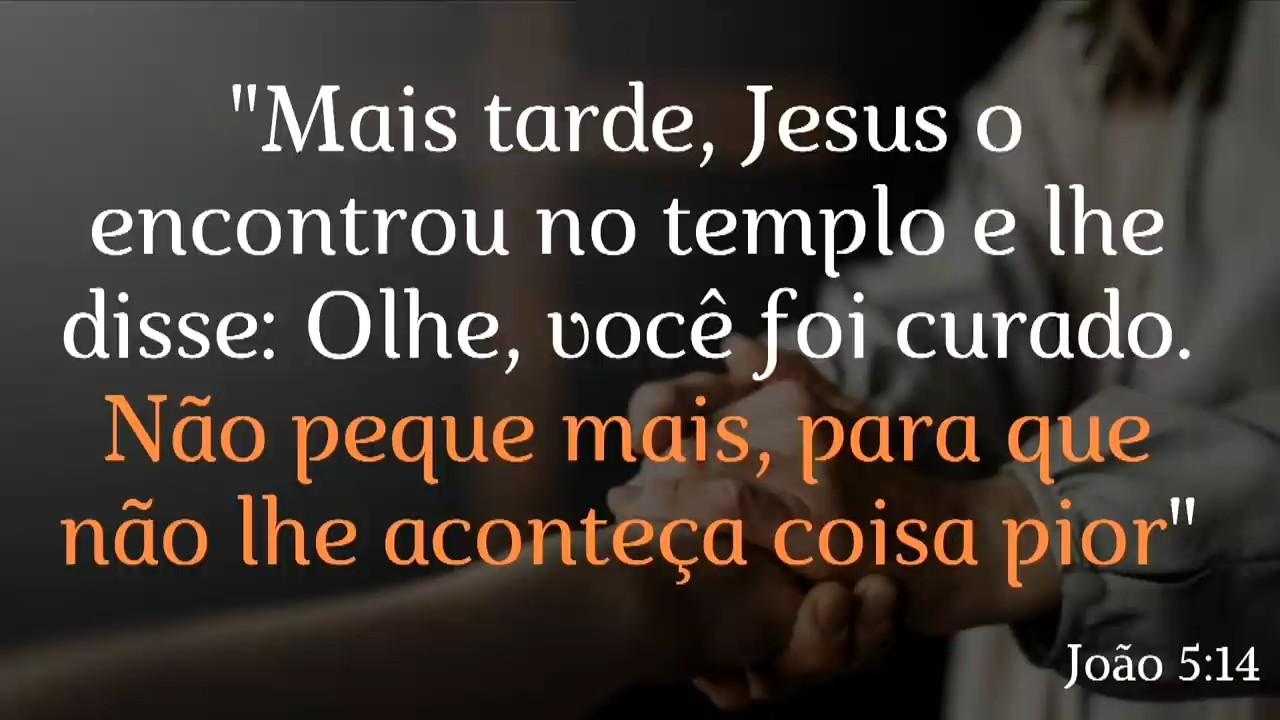 "Mais tarde, Jesus o
encontrou no templo e lhe
disse: Olhe, você foi curado.
Não peque mais, para que
não lhe aconteça coisa pior"
João 5:14